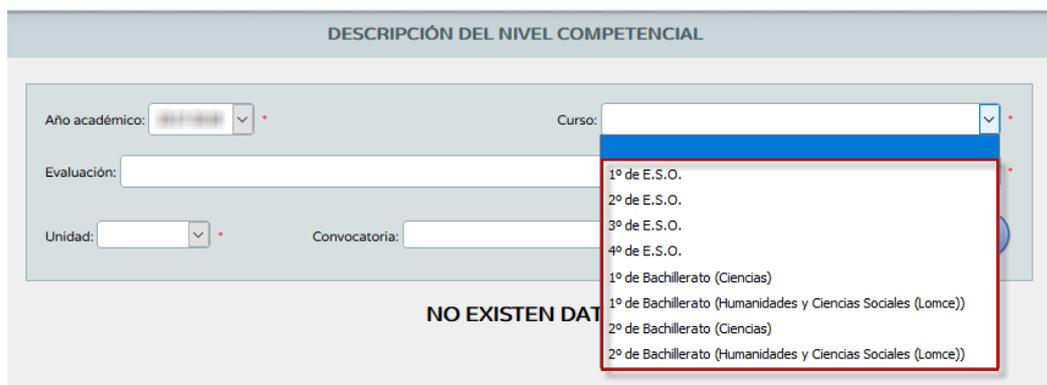 DESCRIPCIÓN DEL NIVEL COMPETENCIAL
Año académico: * Curso: *
Evaluación: *
Unidad: * Convocatoria:
1º de E.S.O.
2º de E.S.O.
3º de E.S.O.
4º de E.S.O.
1º de Bachillerato (Ciencias)
1º de Bachillerato (Humanidades y Ciencias Sociales (Lomce))
2º de Bachillerato (Ciencias)
2º de Bachillerato (Humanidades y Ciencias Sociales (Lomce))
NO EXISTEN DAT